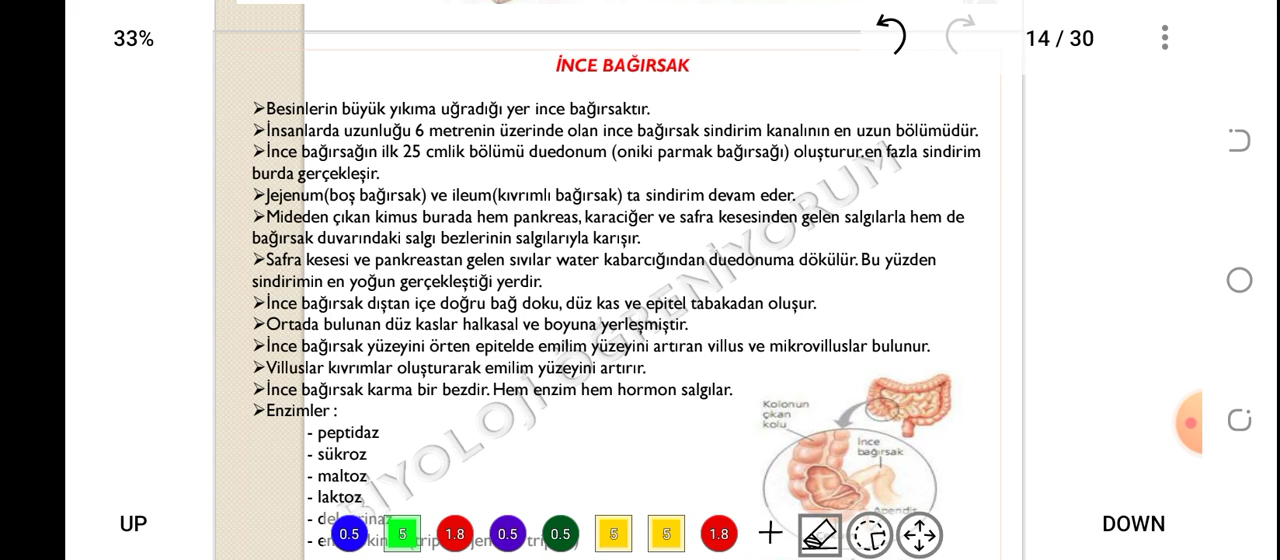 33%
14 / 30
İNCE BAĞIRSAK
➢Besinlerin büyük yıkıma uğradığı yer ince bağırsaktır.
➢İnsanlarda uzunluğu 6 metrenin üzerinde olan ince bağırsak sindirim kanalının en uzun bölümüdür.
➢İnce bağırsağın ilk 25 cmlik bölümü duedonum (oniki parmak bağırsağı) oluşturur.en fazla sindirim
burda gerçekleşir.
➢Jejenum(boş bağırsak) ve ileum(kıvrımlı bağırsak) ta sindirim devam eder.
➢Mideden çıkan kimus burada hem pankreas, karaciğer ve safra kesesinden gelen salgılarla hem de
bağırsak duvarındaki salgı bezlerinin salgılarıyla karışır.
➢Safra kesesi ve pankreastan gelen sıvılar water kabarcığından duedonuma dökülür. Bu yüzden
sindirimin en yoğun gerçekleştiği yerdir.
➢İnce bağırsak dıştan içe doğru bağ doku, düz kas ve epitel tabakadan oluşur.
➢Ortada bulunan düz kaslar halkasal ve boyuna yerleşmiştir.
➢İnce bağırsak yüzeyini örten epitelde emilim yüzeyini artıran villus ve mikrovilluslar bulunur.
➢Villuslar kıvrımlar oluşturarak emilim yüzeyini artırır.
➢İnce bağırsak karma bir bezdir. Hem enzim hem hormon salgılar.
➢Enzimler :
- peptidaz
- sükroz
- maltoz
- laktoz
BİYOLOJİ ÖĞRENİYORUM
Kolonun
çıkan
kolu
İnce
bağırsak
Apendis
UP
0.5 5 1.8 0.5 0.5 5 5 1.8
DOWN